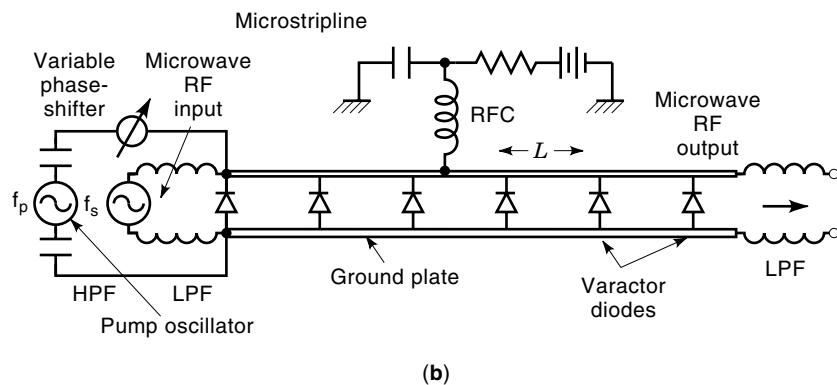 Microstripline
Variable
phase-
shifter
Microwave
RF
input
RFC
L
Microwave
RF
output
fp
fs
HPF
LPF
Pump oscillator
Ground plate
Varactor
diodes
LPF
(b)